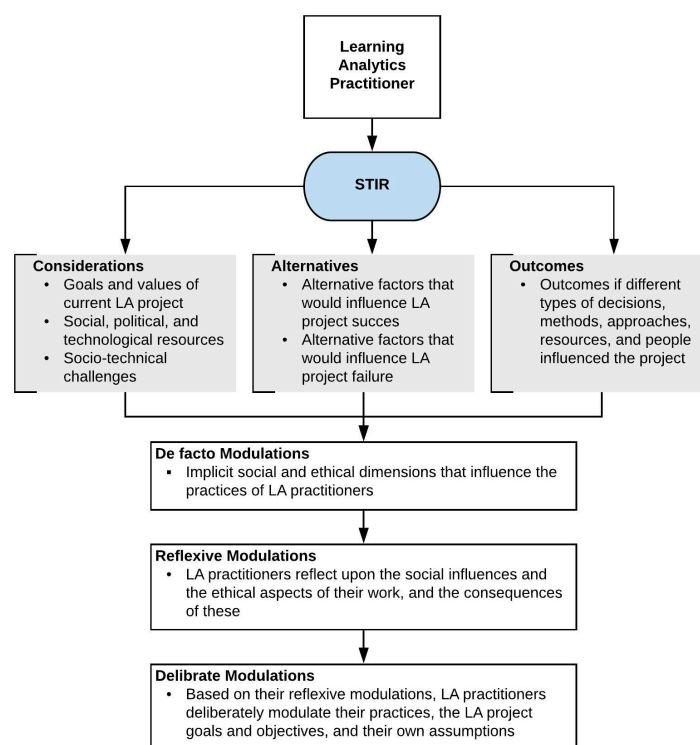 Learning
Analytics
Practitioner
STIR
Considerations
• Goals and values of
current LA project
• Social, political, and
technological resources
• Socio-technical
challenges
Alternatives
• Alternative factors that
would influence LA
project succes
• Alternative factors that
would influence LA
project failure
Outcomes
• Outcomes if different
types of decisions,
methods, approaches,
resources, and people
influenced the project
De facto Modulations
▪ Implicit social and ethical dimensions that influence the
practices of LA practitioners
Reflexive Modulations
• LA practitioners reflect upon the social influences and
the ethical aspects of their work, and the consequences
of these
Delibrate Modulations
• Based on their reflexive modulations, LA practitioners
deliberately modulate their practices, the LA project
goals and objectives, and their own assumptions